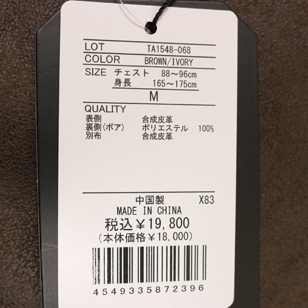 LOT TA1548-068
COLOR BROWN/IVORY
SIZE チェスト 88～96cm
身長 165～175cm
M
QUALITY
表側 合成皮革
裏側(ボア) ポリエステル 100%
別布 合成皮革
中国製 X83
MADE IN CHINA
税込¥19,800
(本体価格¥18,000)
4549335872396